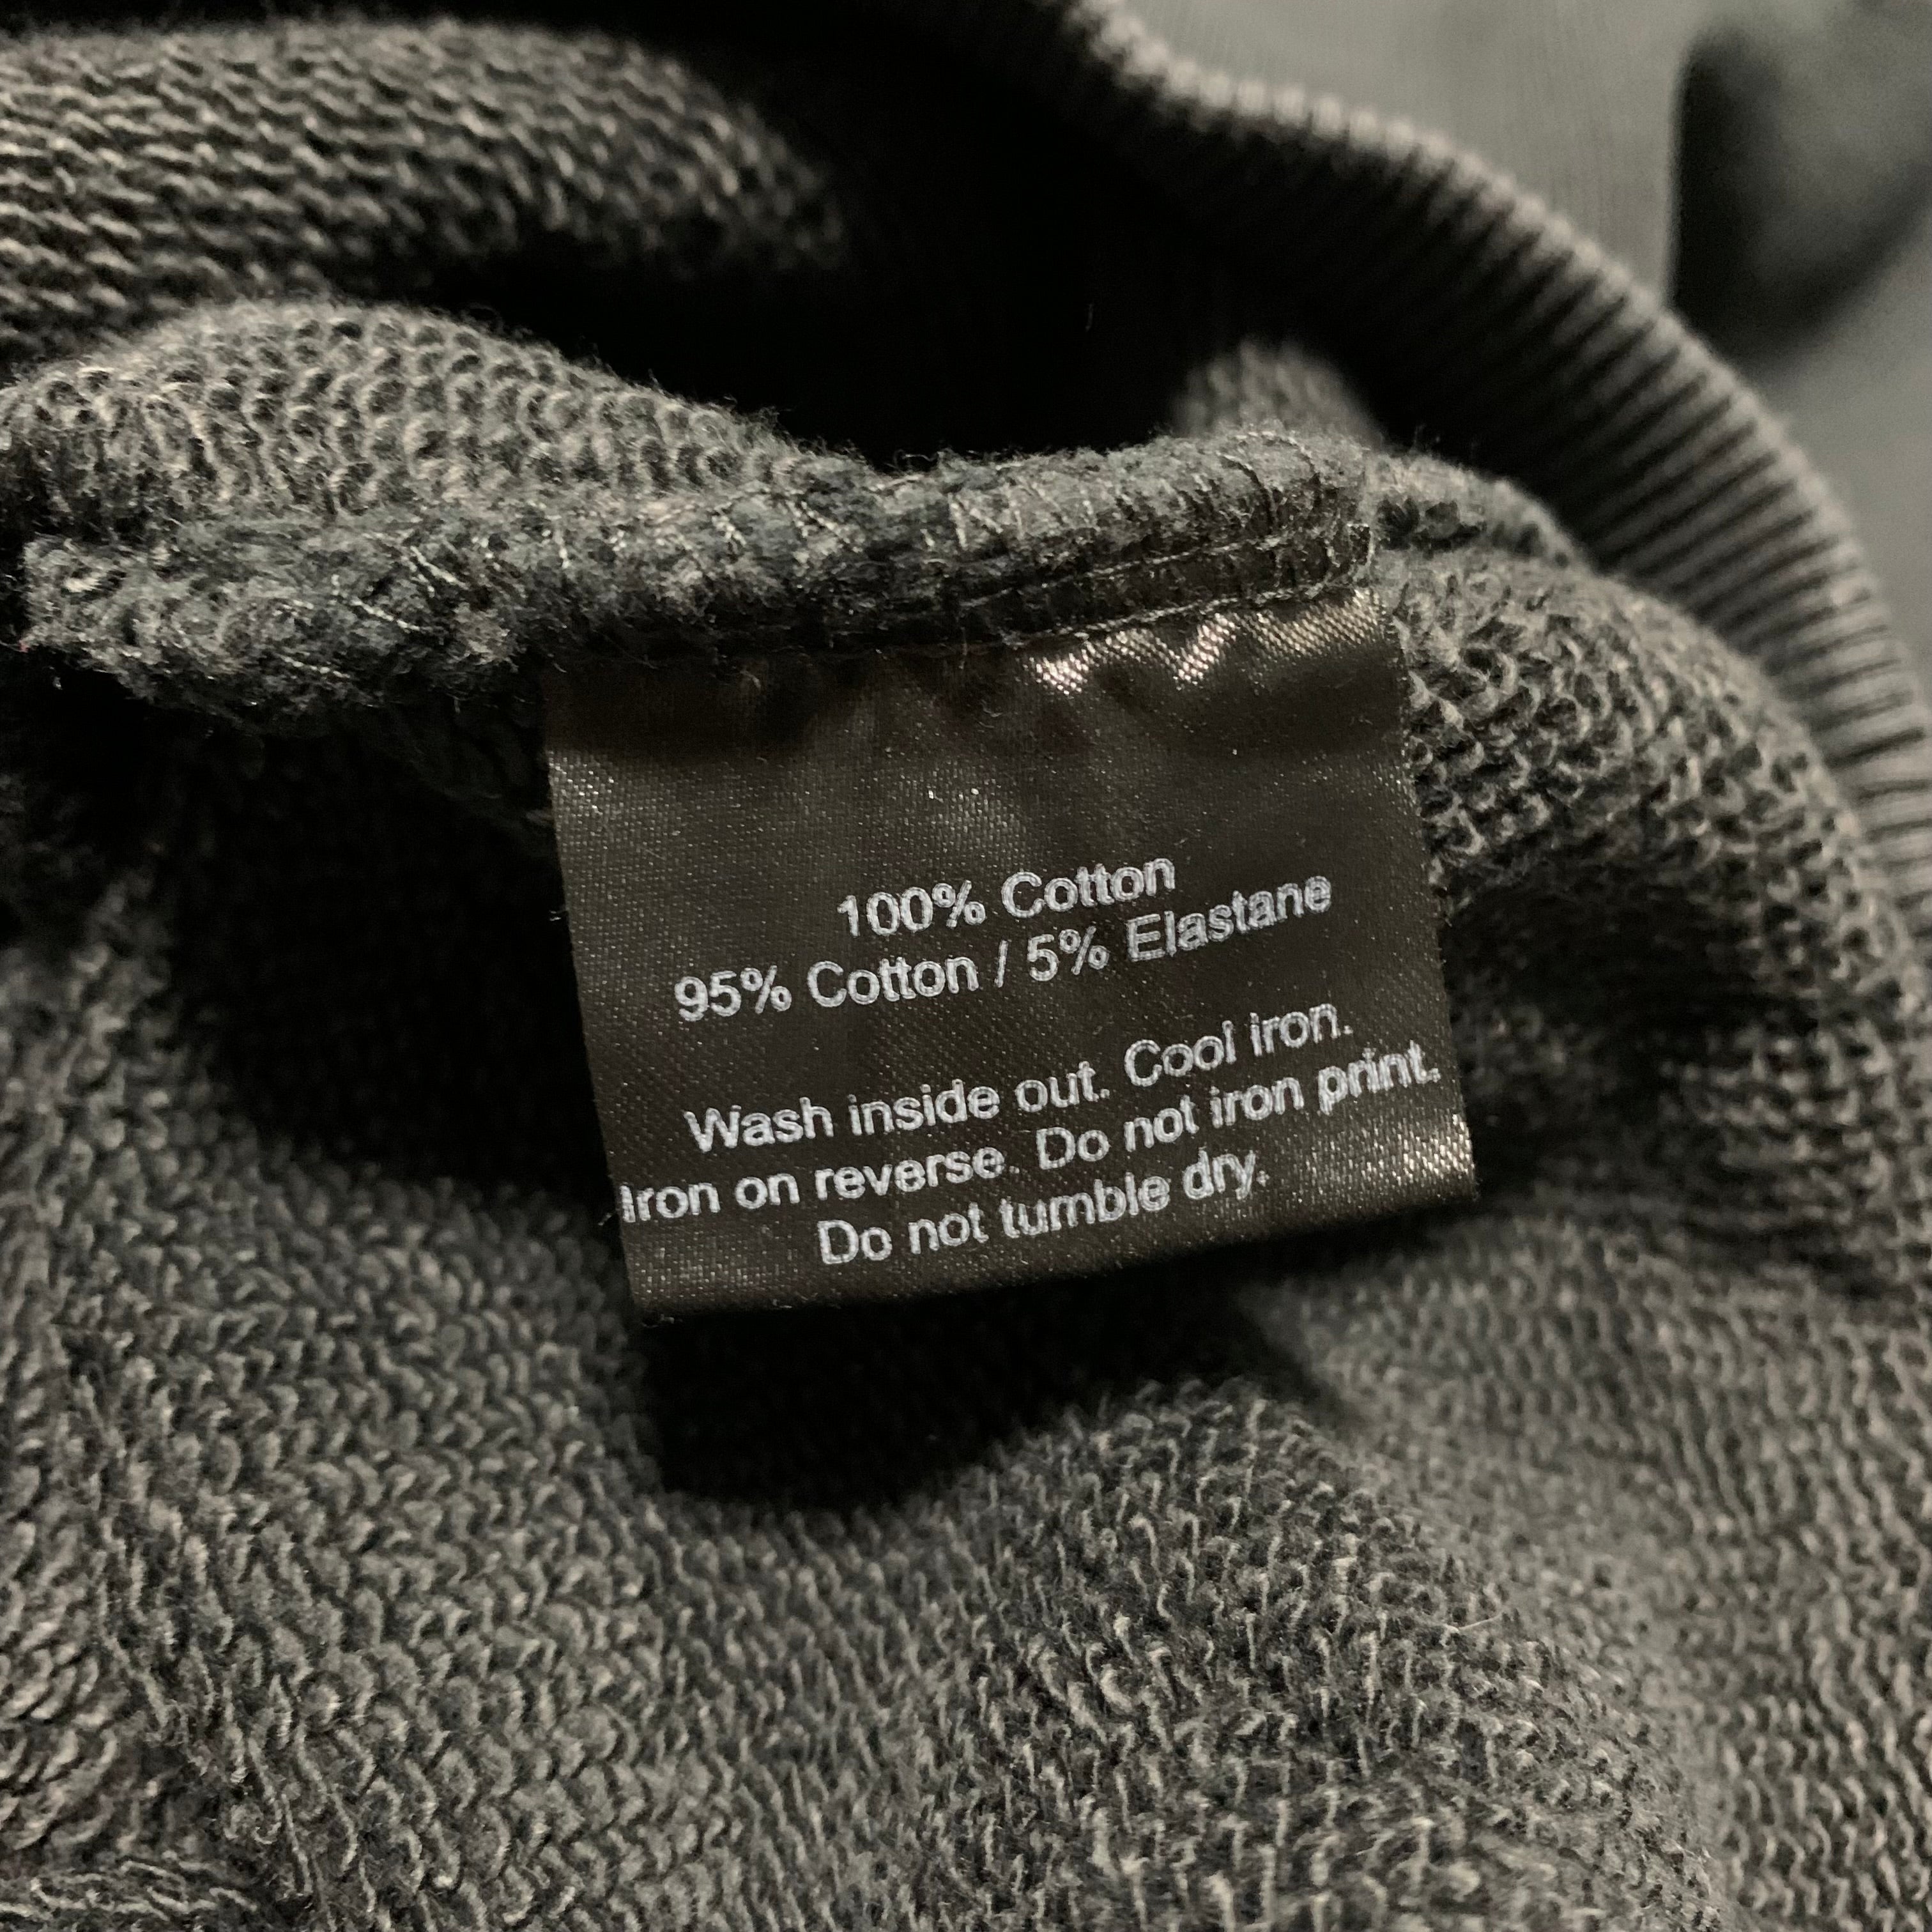 100% Cotton
95% Cotton / 5% Elastane
Wash inside out. Cool iron.
Iron on reverse. Do not iron print.
Do not tumble dry.